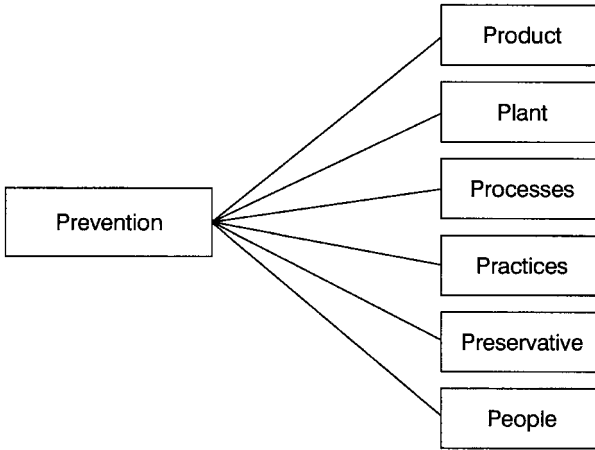 Product
Plant
Processes
Prevention
Practices
Preservative
People